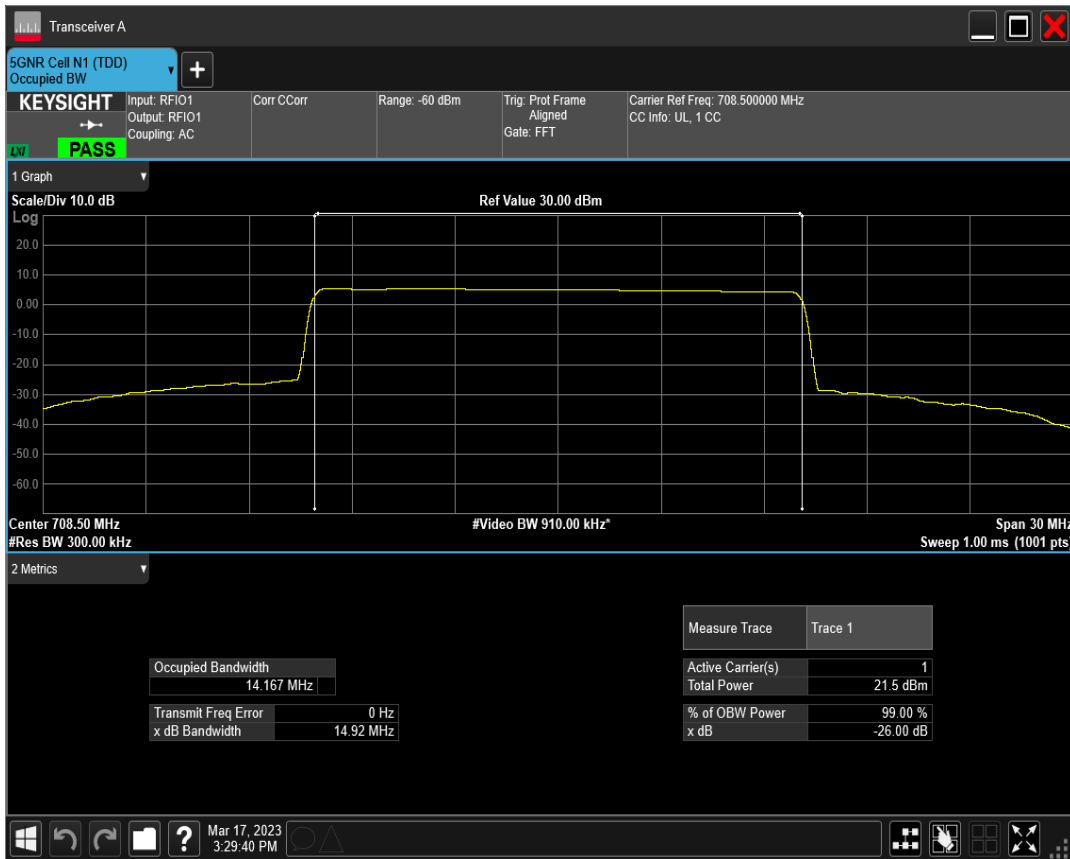 Transceiver A
5GNR Cell N1 (TDD)
Occupied BW
+
KEYSIGHT
LXI
PASS
Input: RFIO1
Output: RFIO1
Coupling: AC
Corr CCorr
Range: -60 dBm
Trig: Prot Frame
Aligned
Gate: FFT
Carrier Ref Freq: 708.500000 MHz
CC Info: UL, 1 CC
1 Graph
Scale/Div 10.0 dB
Ref Value 30.00 dBm
Log
20.0
10.0
0.00
-10.0
-20.0
-30.0
-40.0
-50.0
-60.0
Center 708.50 MHz
#Video BW 910.00 kHz*
Span 30 MHz
#Res BW 300.00 kHz
Sweep 1.00 ms (1001 pts)
2 Metrics
Measure Trace Trace 1
Occupied Bandwidth
14.167 MHz
Active Carrier(s) 1
Total Power 21.5 dBm
Transmit Freq Error 0 Hz
x dB Bandwidth 14.92 MHz
% of OBW Power 99.00 %
x dB -26.00 dB
?
Mar 17, 2023
3:29:40 PM